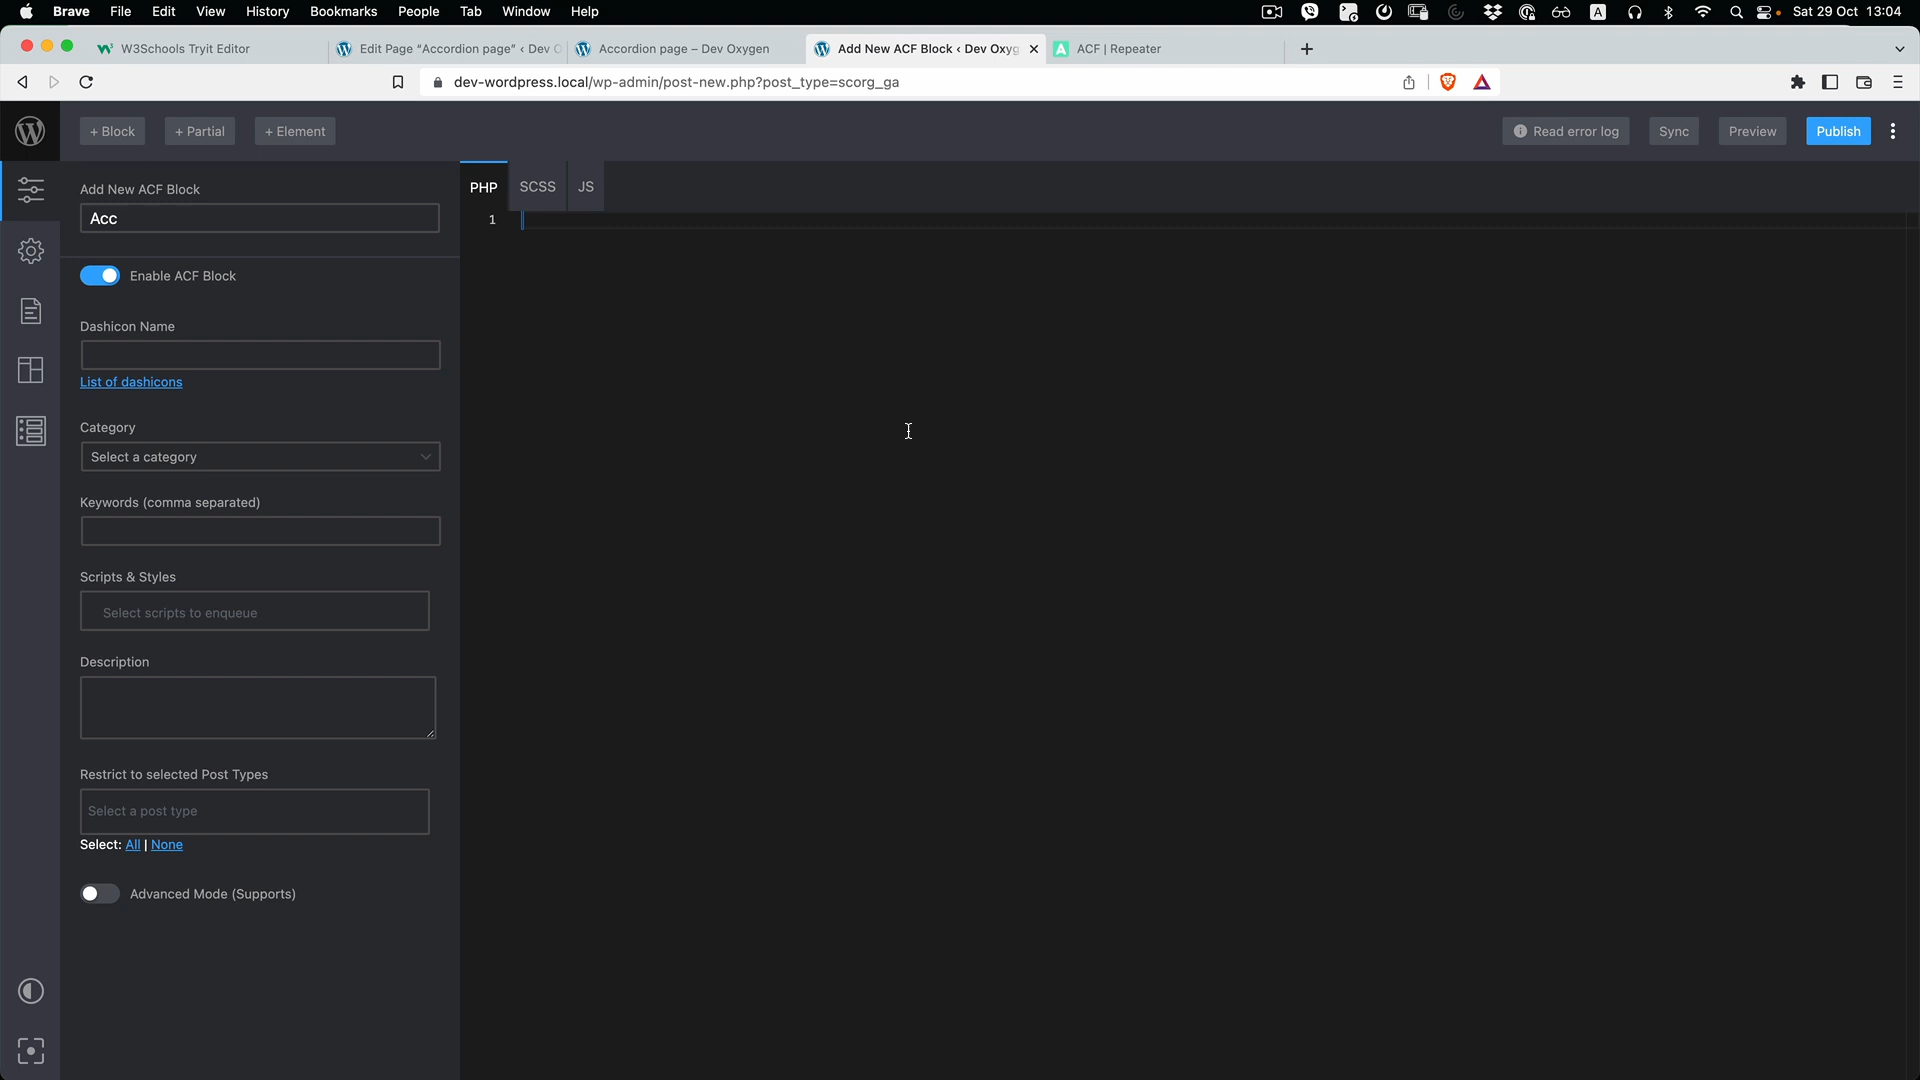 Brave File Edit View History Bookmarks People Tab Window Help
A Sat 29 Oct 13:04
W3Schools Tryit Editor
Edit Page “Accordion page” ‹ Dev O
Accordion page – Dev Oxygen
Add New ACF Block ‹ Dev Oxyg
ACF | Repeater
dev-wordpress.local/wp-admin/post-new.php?post_type=scorg_ga
+ Block
+ Partial
+ Element
Read error log
Sync
Preview
Publish
Add New ACF Block
Acc
PHP
SCSS
JS
1
Enable ACF Block
Dashicon Name
List of dashicons
Category
Select a category
Keywords (comma separated)
Scripts & Styles
Select scripts to enqueue
Description
Restrict to selected Post Types
Select a post type
Select: All | None
Advanced Mode (Supports)